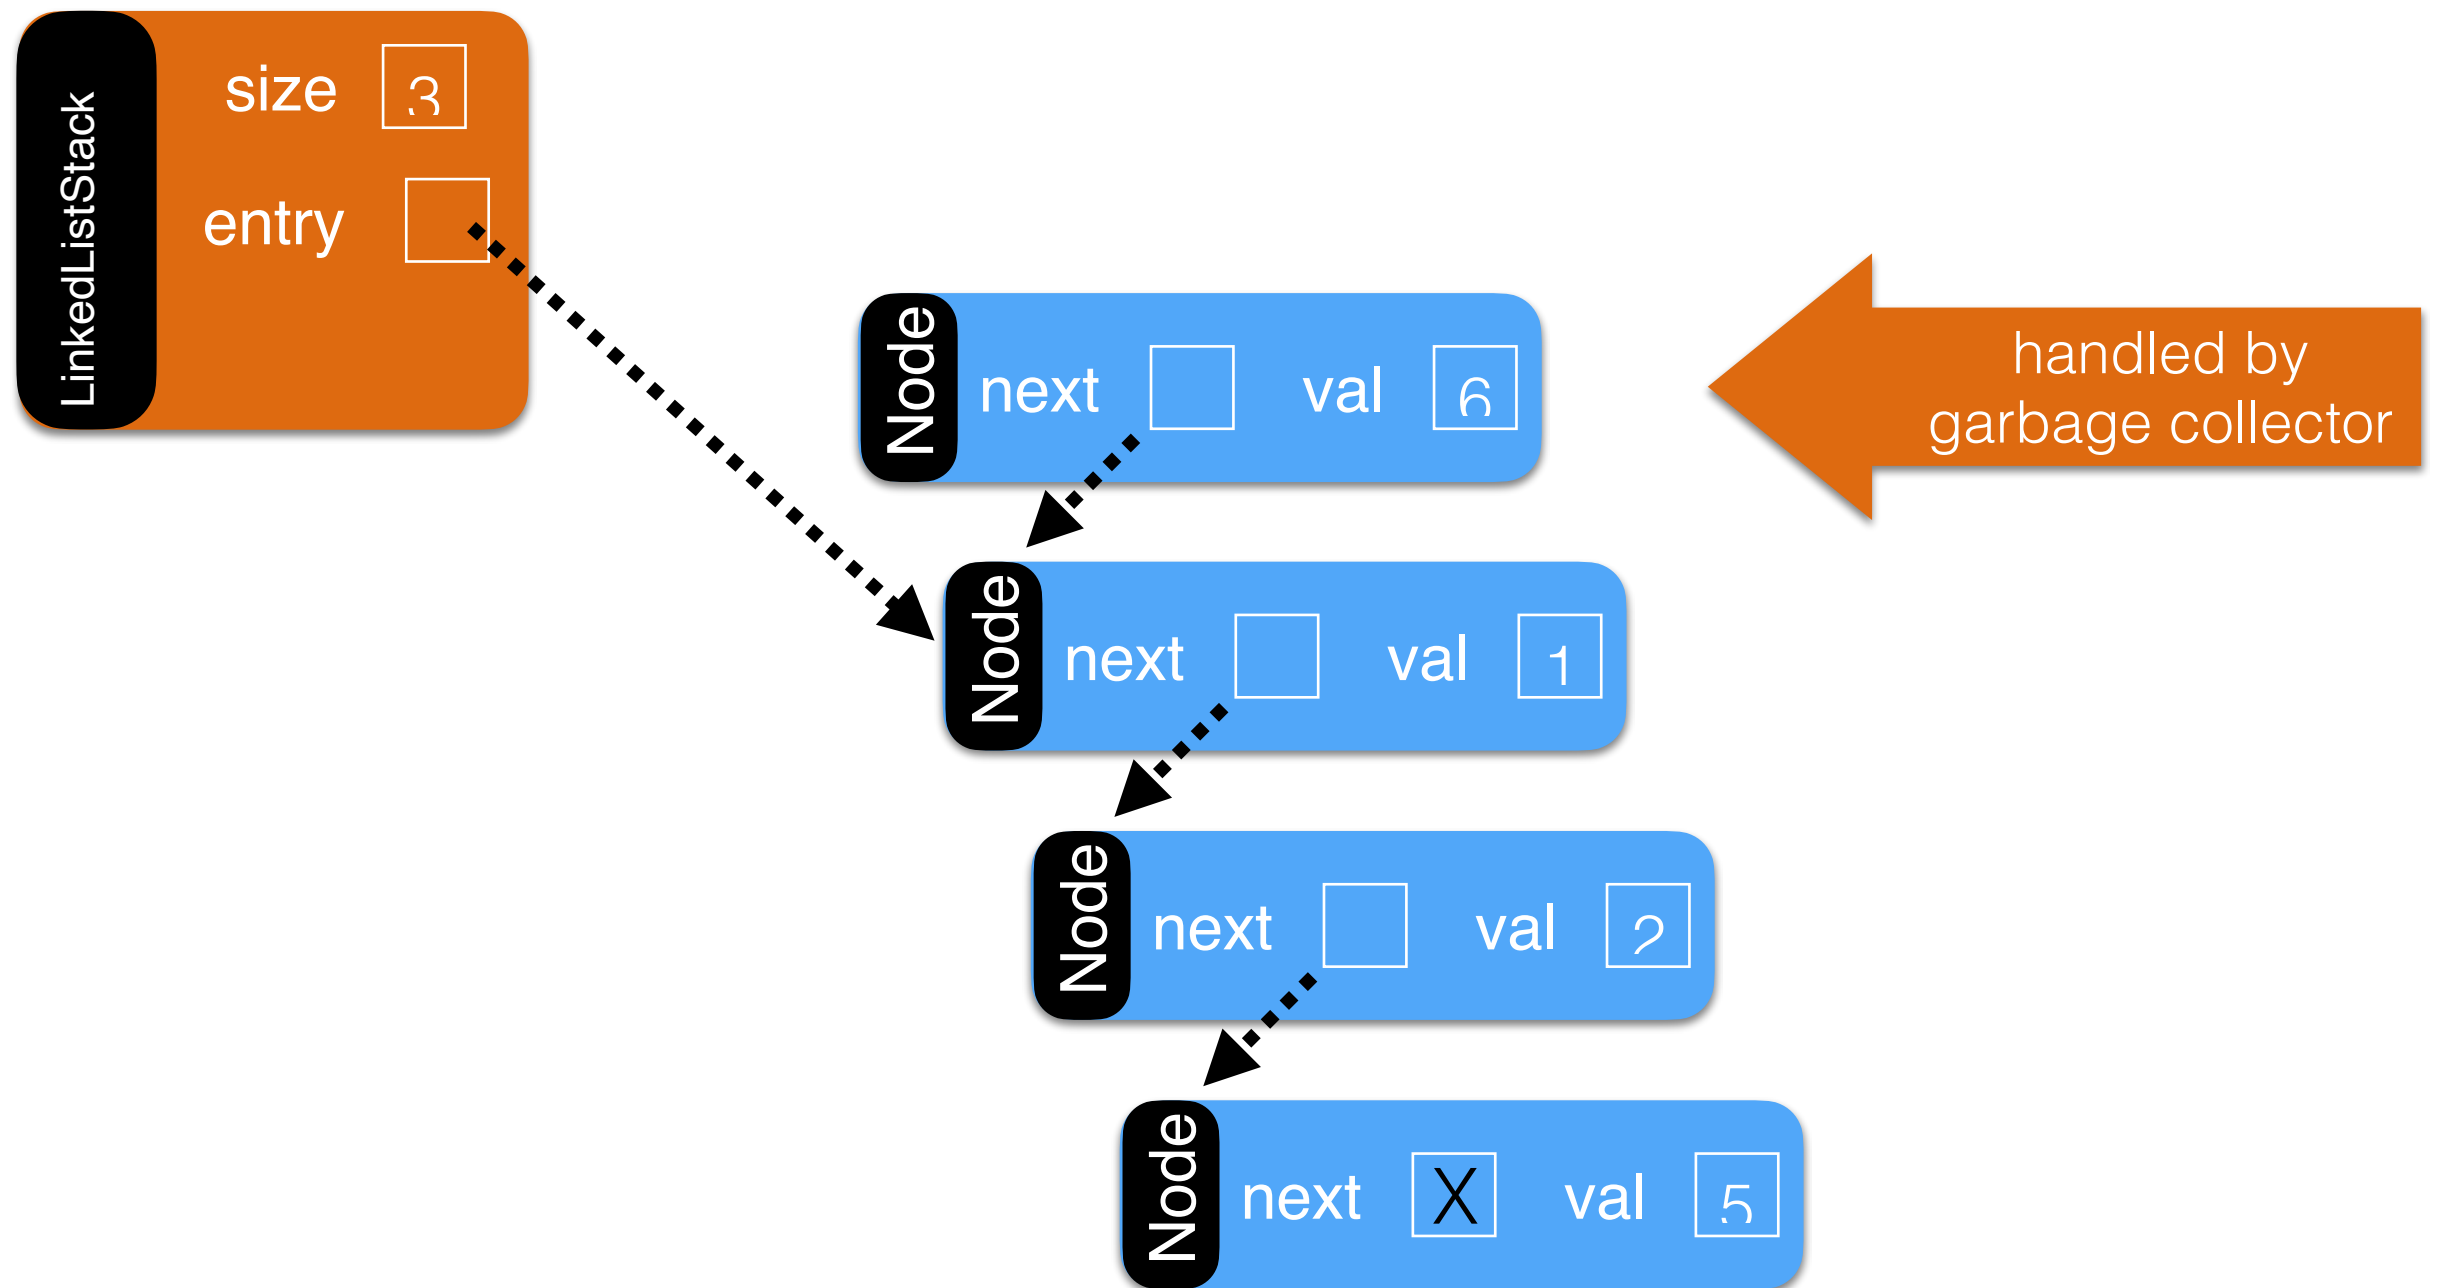 LinkedListStack
size 3
entry
Node next val 6
handled by
garbage collector
Node next val 1
Node next val 2
Node next X val 5